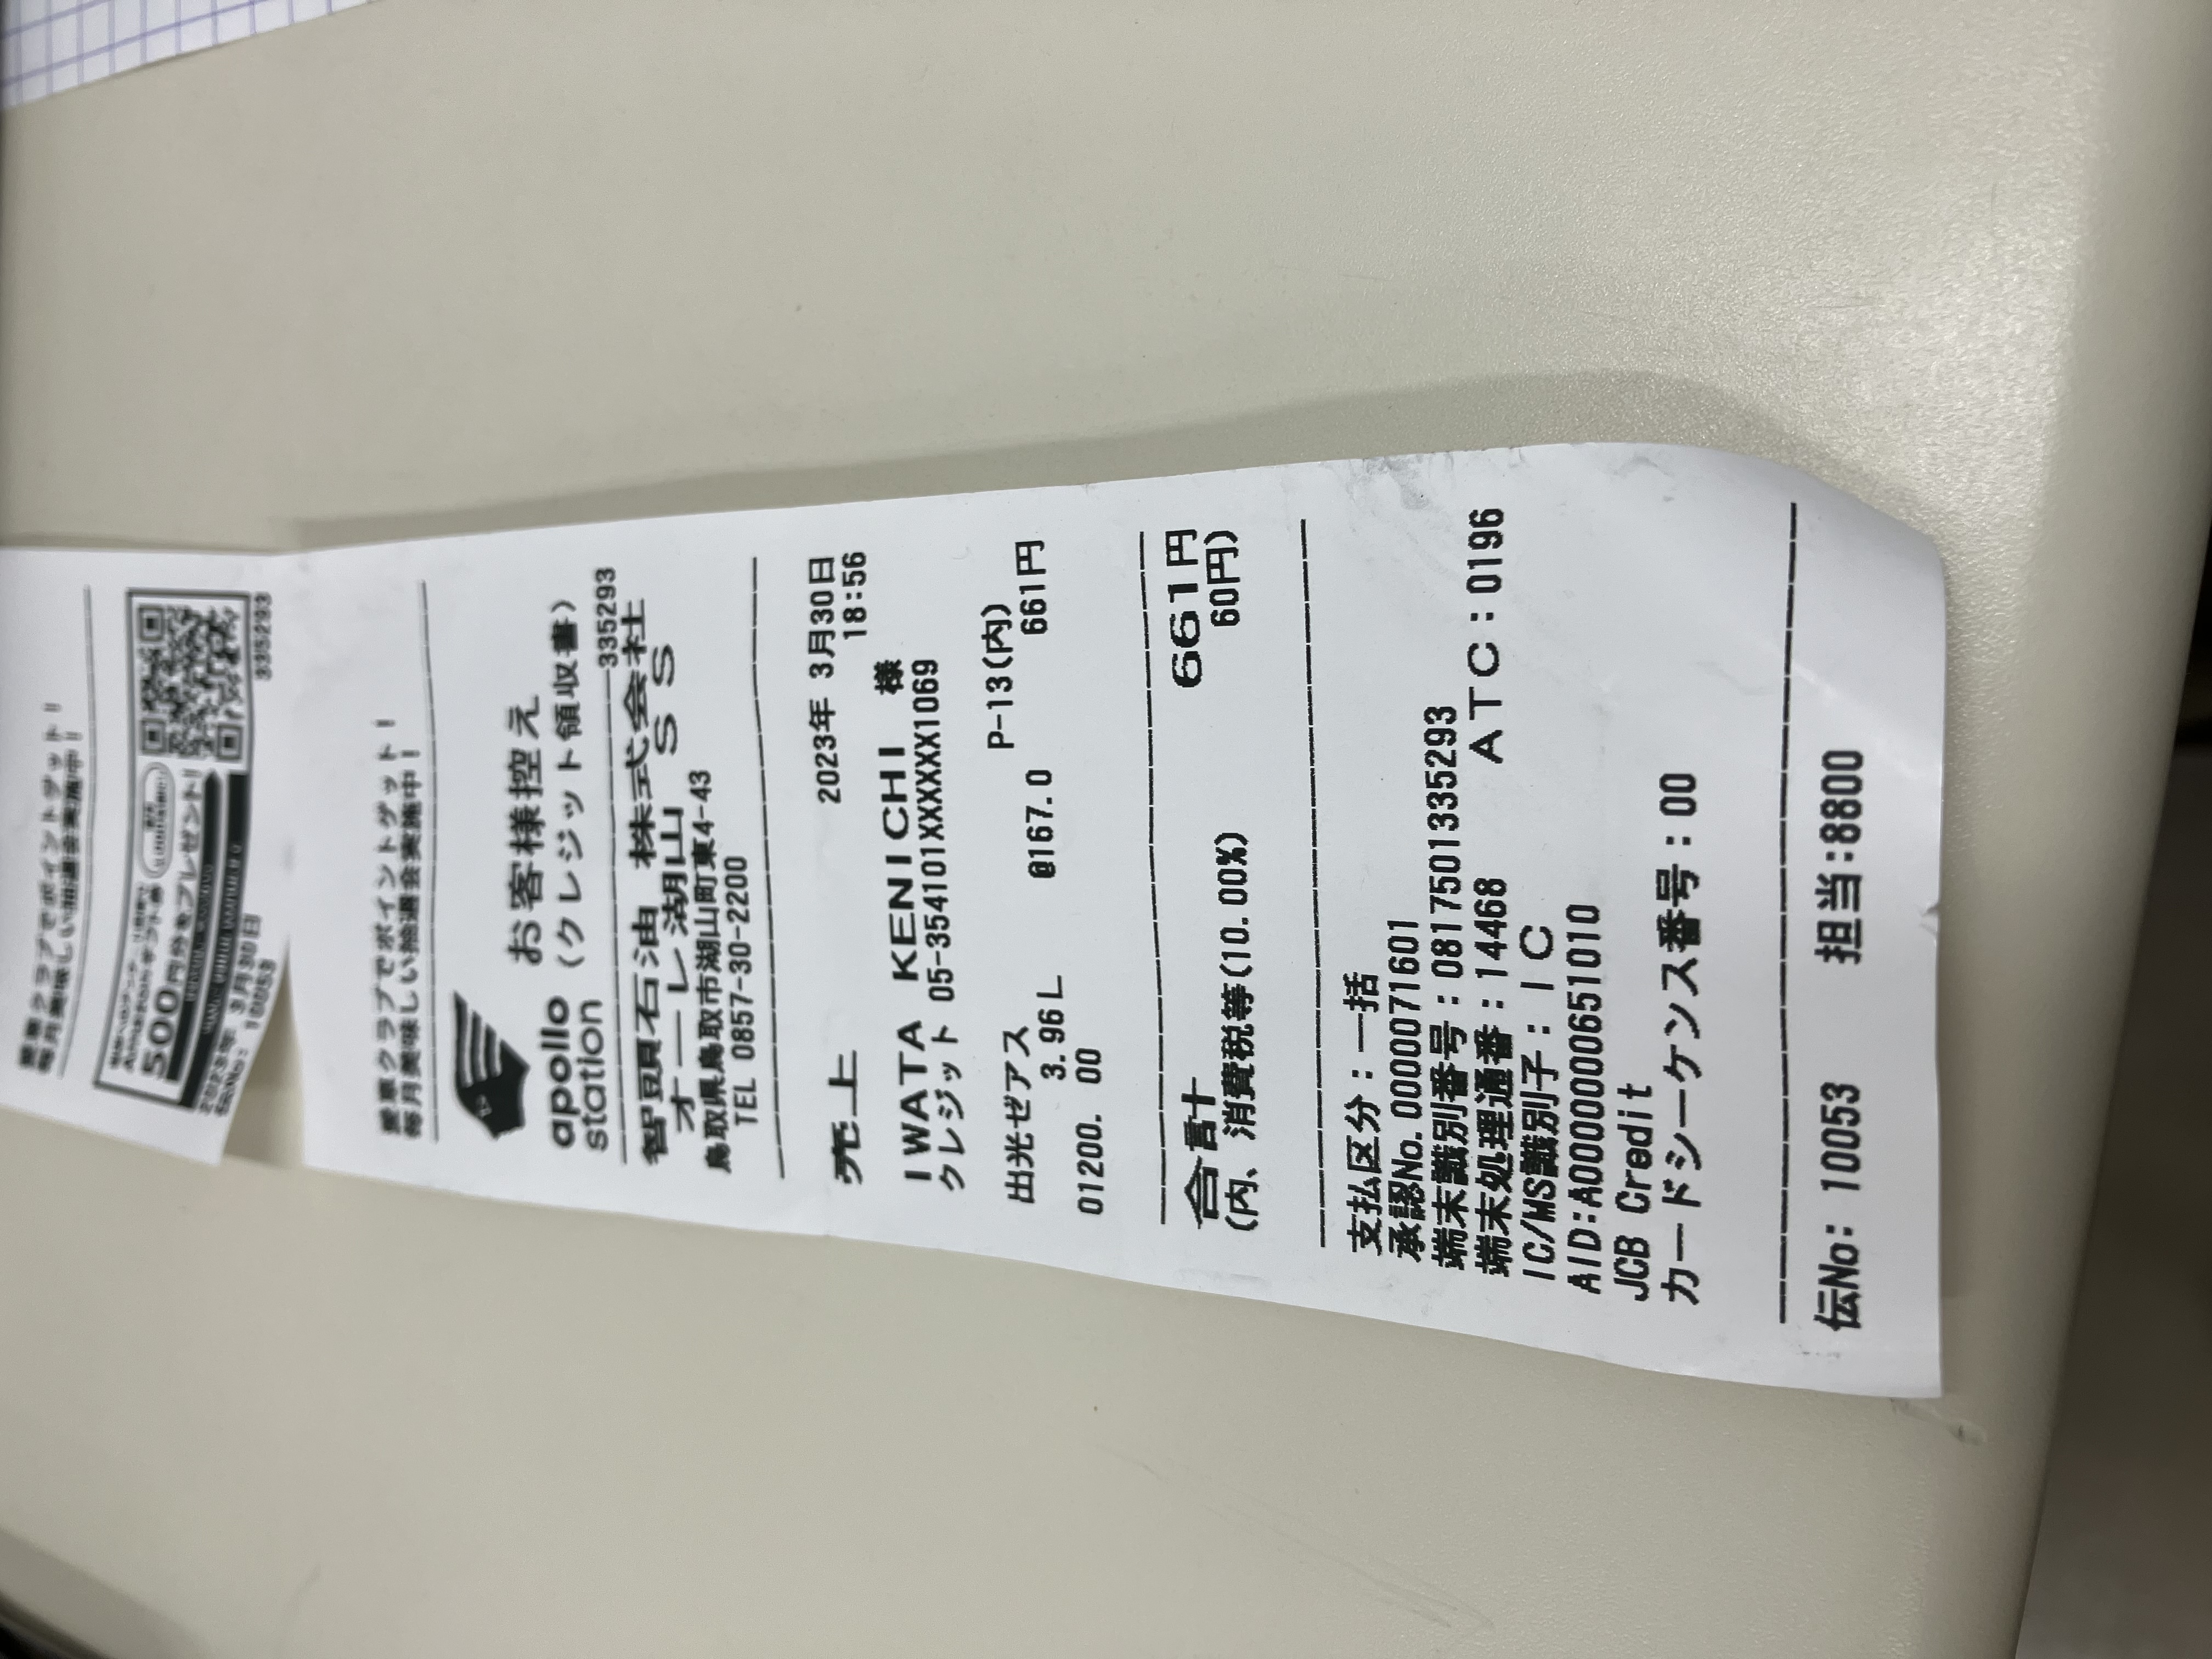 愛車クラブでポイントゲット！
毎月美味しい抽選会実施中！
500円分をプレゼント!
2023年 3月30日
伝No: 10053
335293
愛車クラブでポイントゲット！
毎月美味しい抽選会実施中！
apollo
station
お客様控え
（クレジット領収書）
335293
智頭石油 株式会社
オーレ湖山 ＳＳ
鳥取県鳥取市湖山町東4-43
TEL 0857-30-2200
売上
2023年 3月30日
18:56
IWATA KENICHI 様
クレジット 05-354101XXXXXX1069
出光ゼアス P-13(内)
3.96L @167.0 661円
01200. 00
合計 661円
(内、消費税等(10.00%) 60円)
支払区分：一括
承認No.0000071601
端末識別番号：0817501335293
端末処理通番：14468 ＡＴＣ：0196
IC/MS識別子：ＩＣ
AID:A0000000651010
JCB Credit
カードシーケンス番号：00
伝No: 10053 担当:8800